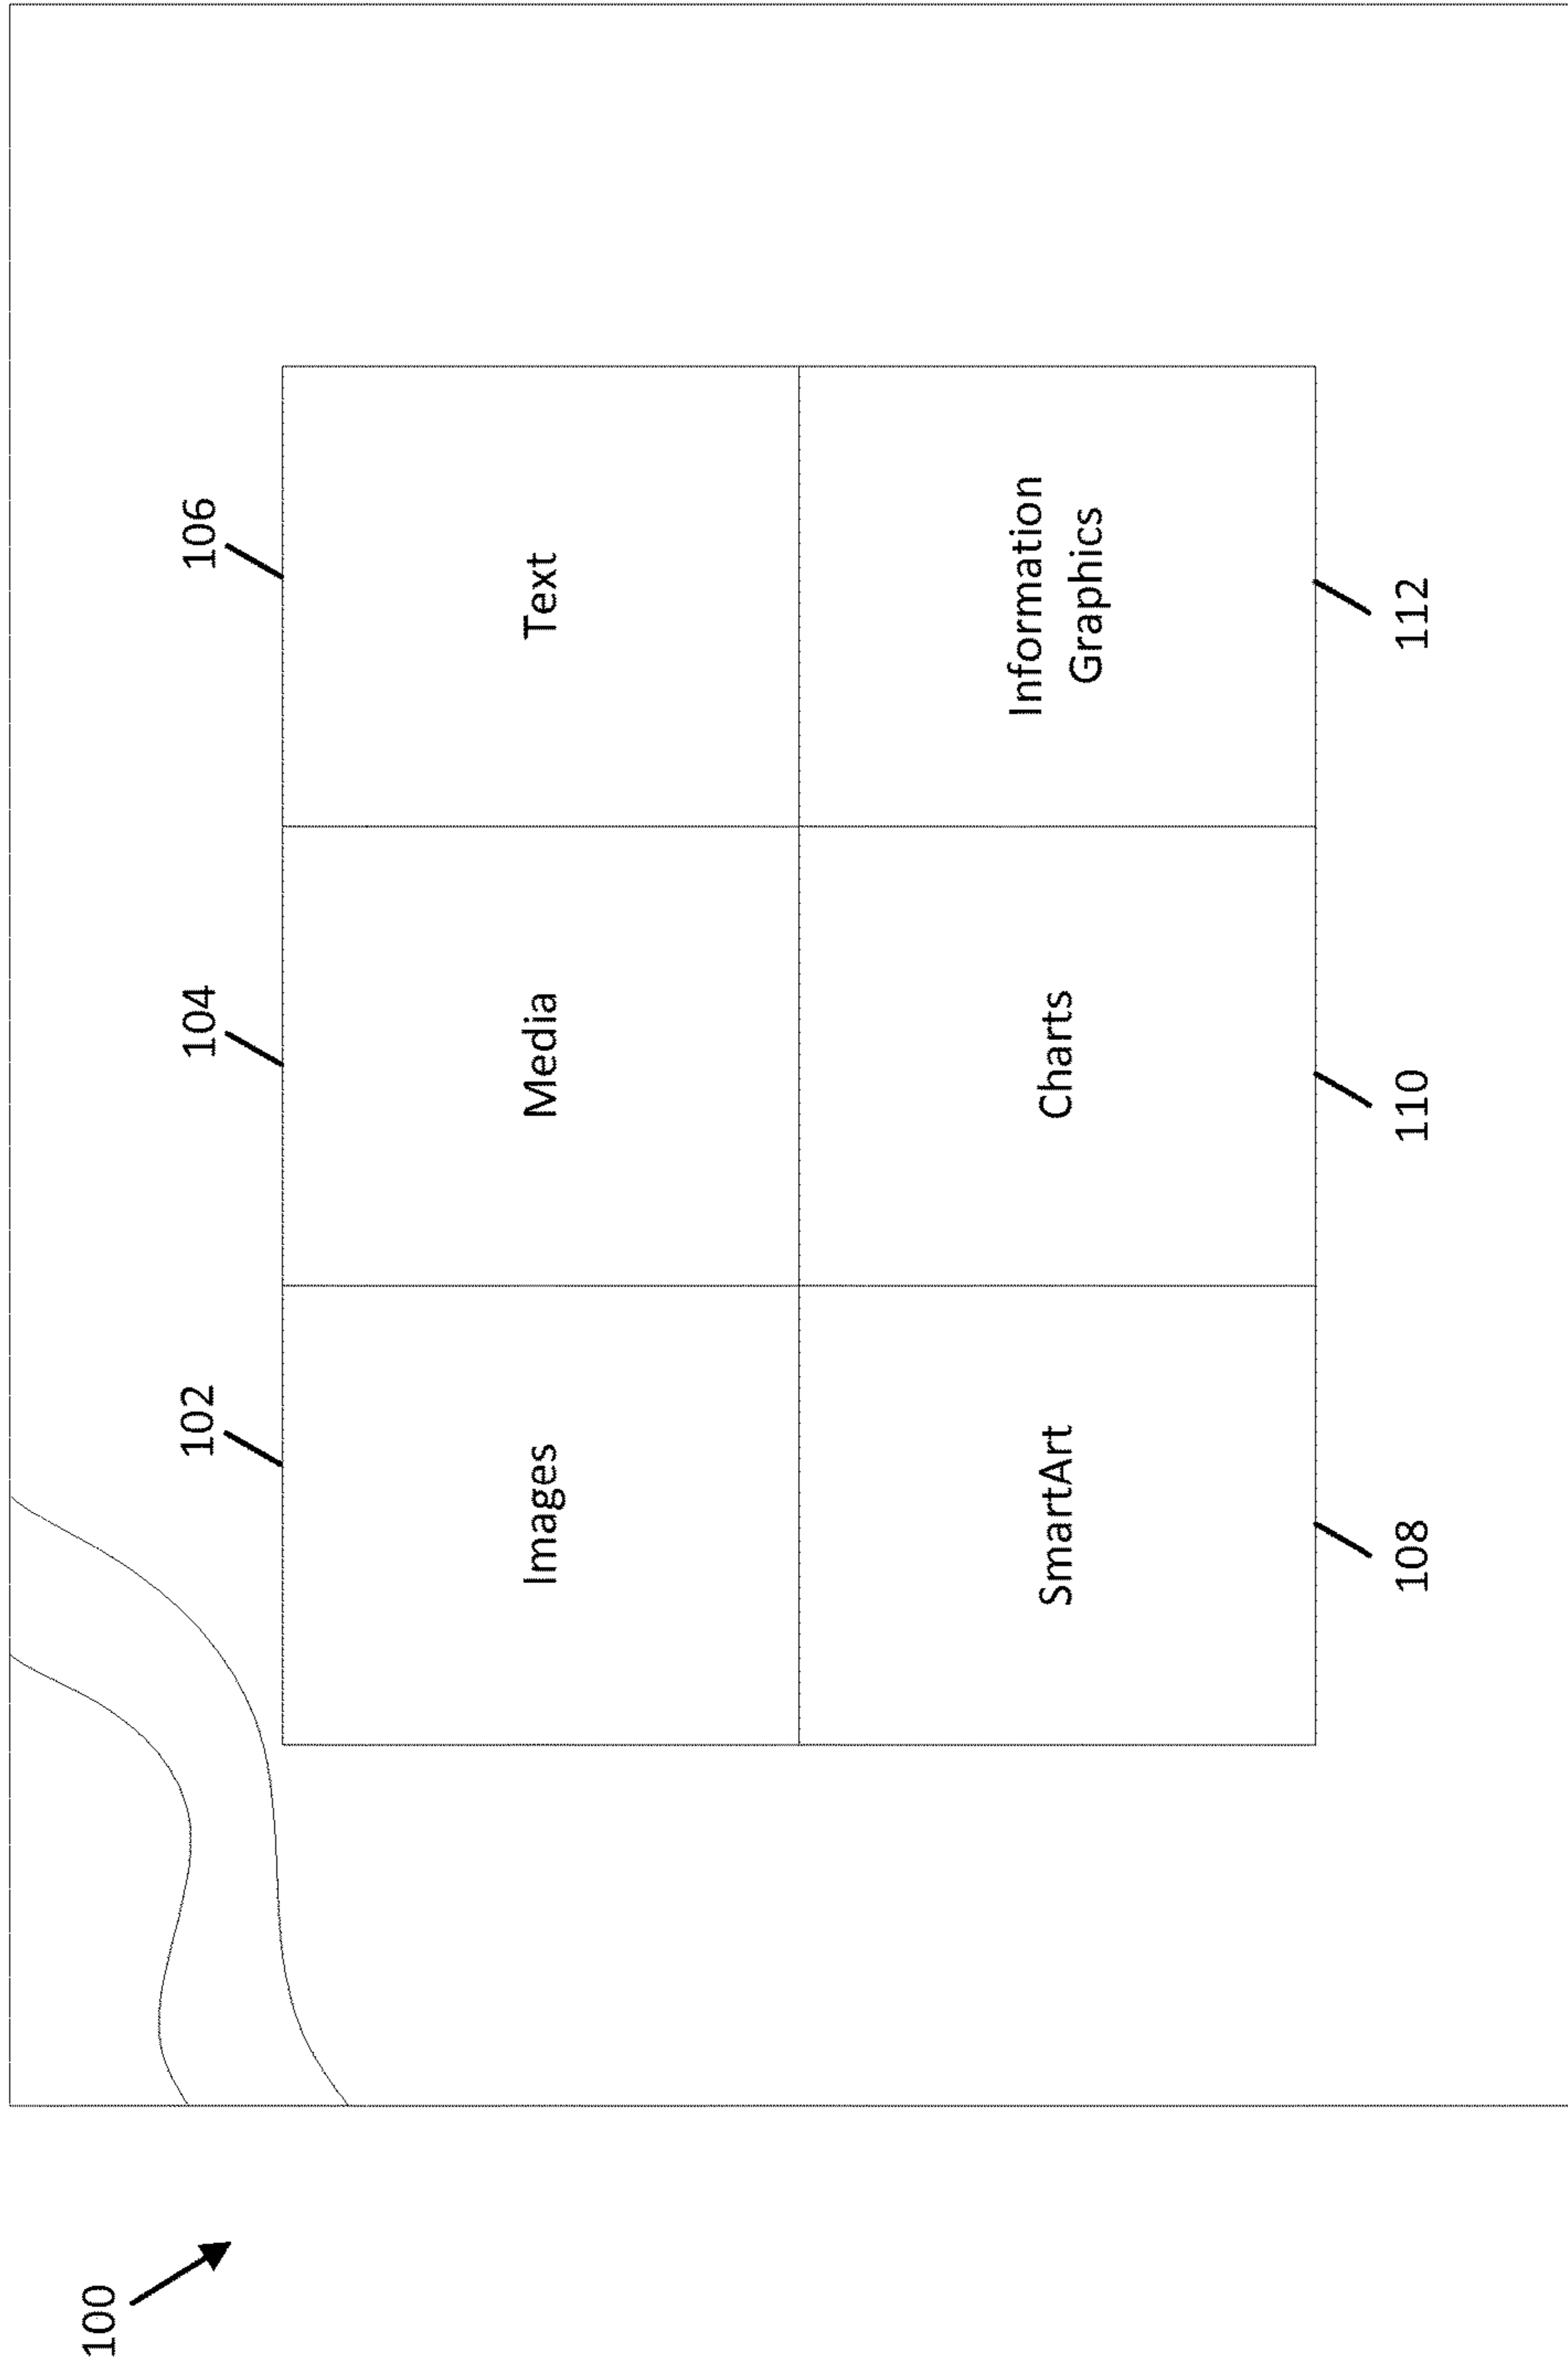 100
102
104
106
Images
Media
Text
SmartArt
Charts
Information
Graphics
108
110
112